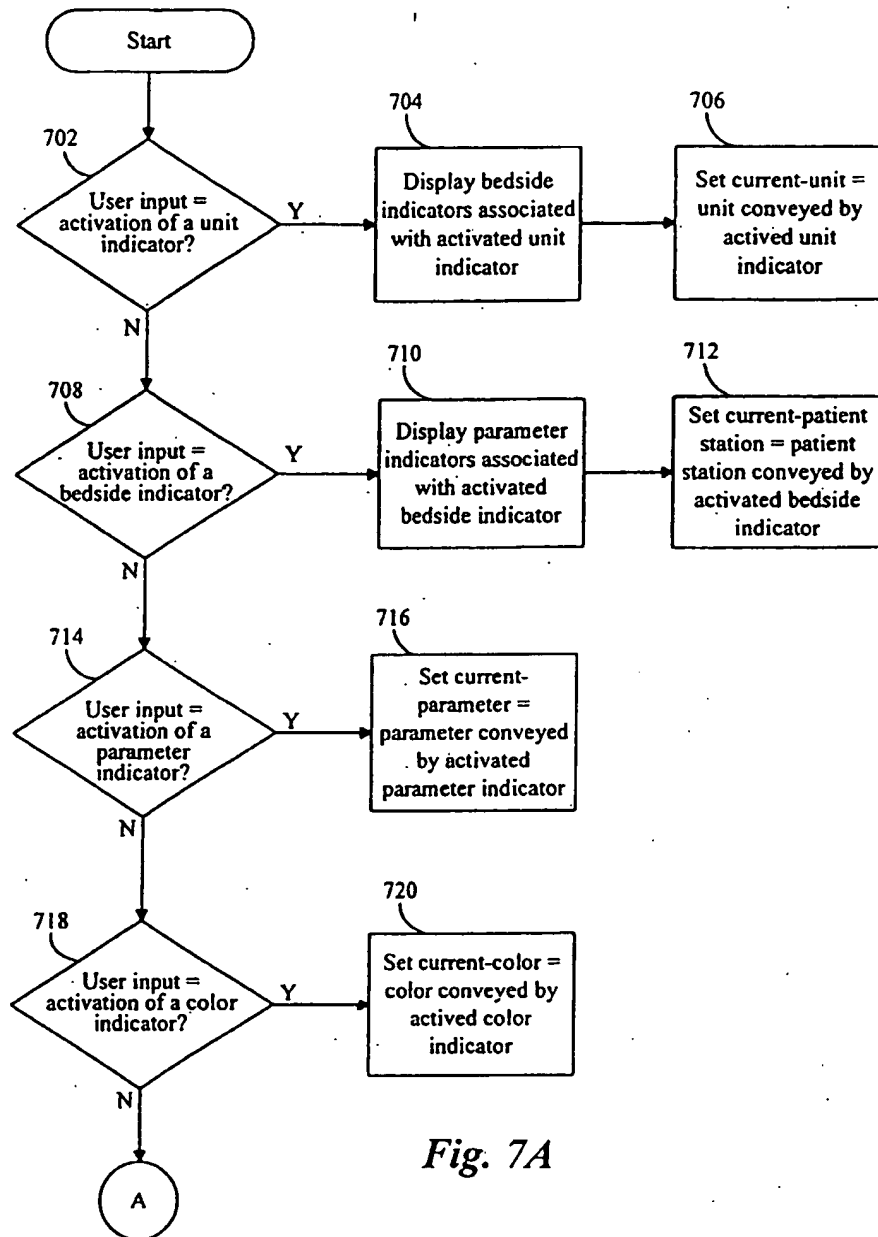 Start
702
User input =
activation of a unit
indicator?
Y
704
Display bedside
indicators associated
with activated unit
indicator
706
Set current-unit =
unit conveyed by
actived unit
indicator
N
708
User input =
activation of a
bedside indicator?
Y
710
Display parameter
indicators associated
with activated
bedside indicator
712
Set current-patient
station = patient
station conveyed by
activated bedside
indicator
N
714
User input =
activation of a
parameter
indicator?
Y
716
Set current-
parameter =
parameter conveyed
by activated
parameter indicator
N
718
User input =
activation of a color
indicator?
Y
720
Set current-color =
color conveyed by
actived color
indicator
N
A
Fig. 7A